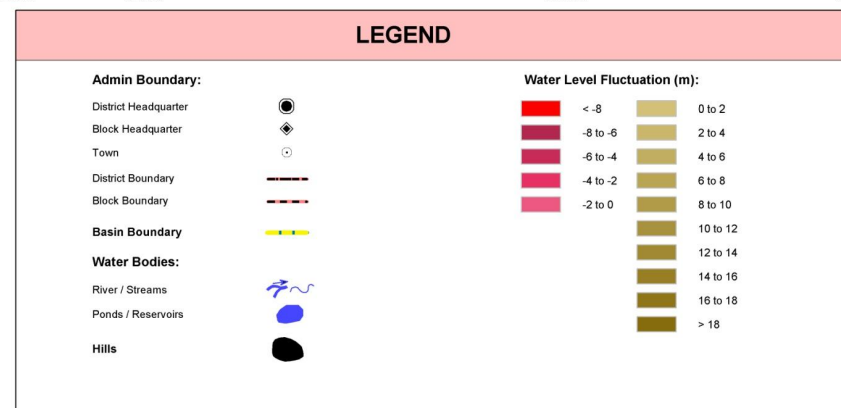 LEGEND
Admin Boundary:
District Headquarter
Block Headquarter
Town
District Boundary
Block Boundary
Basin Boundary
Water Bodies:
River / Streams
Ponds / Reservoirs
Hills
Water Level Fluctuation (m):
< -8
-8 to -6
-6 to -4
-4 to -2
-2 to 0
0 to 2
2 to 4
4 to 6
6 to 8
8 to 10
10 to 12
12 to 14
14 to 16
16 to 18
> 18